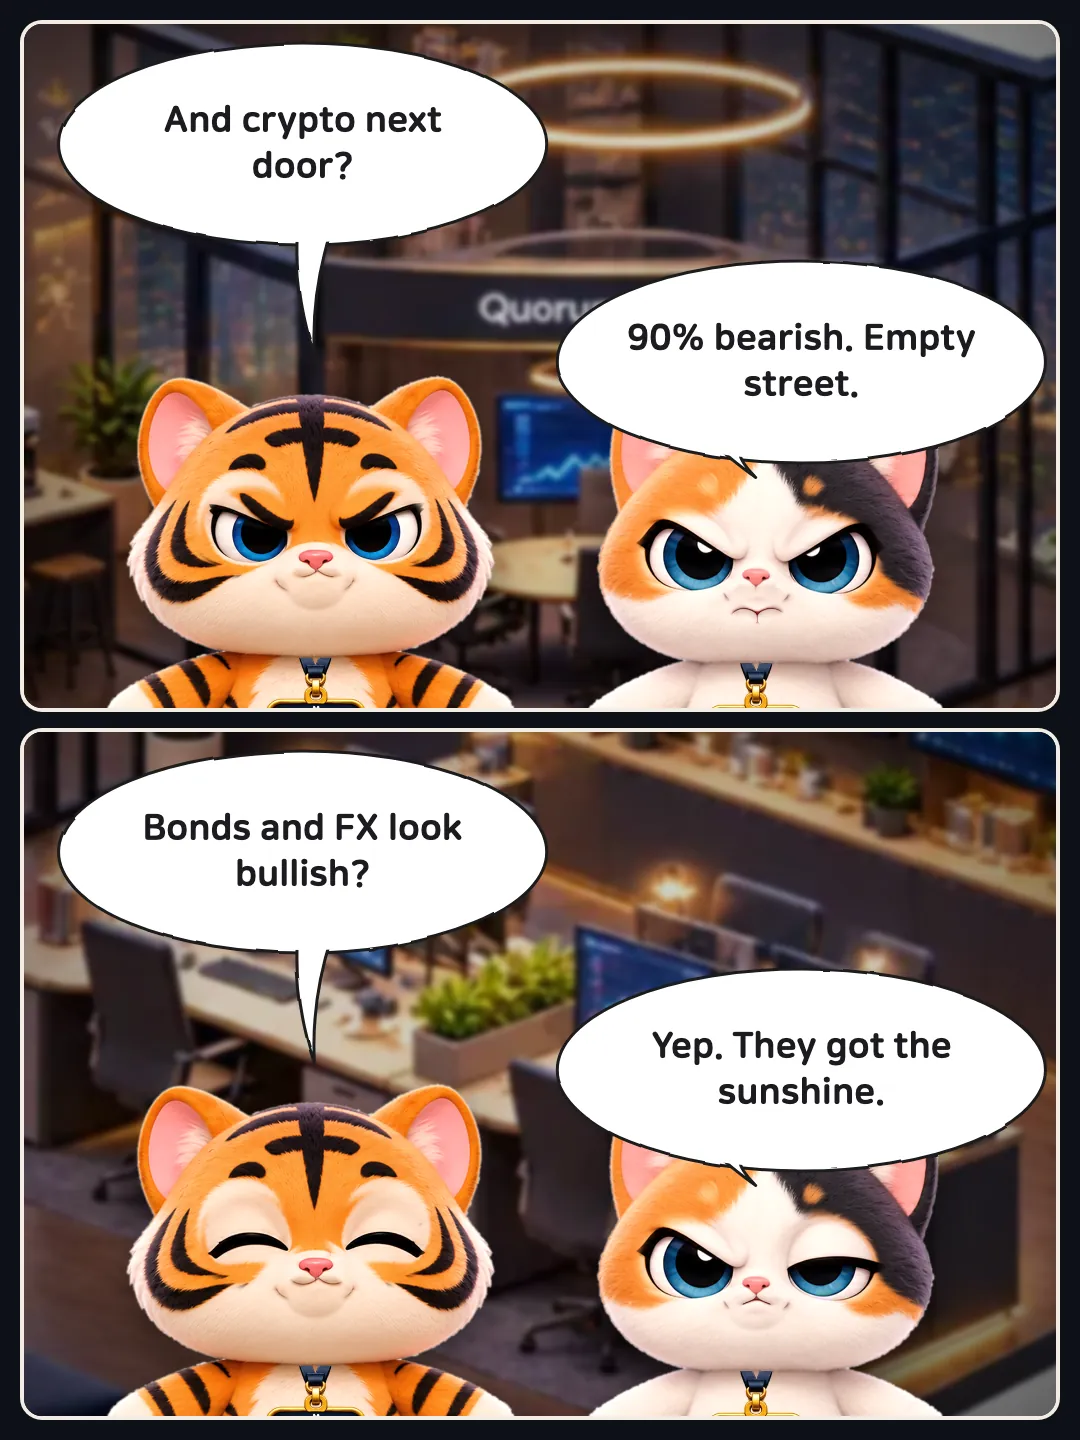 And crypto next
door?
90% bearish. Empty
street.
Bonds and FX look
bullish?
Yep. They got the
sunshine.